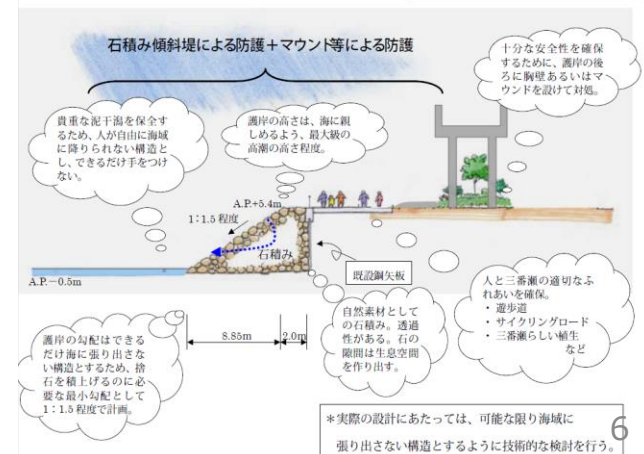 石積み傾斜堤による防護＋マウンド等による防護
十分な安全性を確保
するために、護岸の後
ろに胸壁あるいはマ
ウンドを設けて対処。
貴重な泥干潟を保全す
るため、人が自由に海域
に降りられない構造と
し、できるだけ手をつけ
ない。
護岸の高さは、海に親
しめるよう、最大級の
高潮の高さ程度。
A.P.+5.4m
1：1.5 程度
石積み
A.P.－0.5m
既設鋼矢板
8.85m
2.0m
護岸の勾配はできる
だけ海に張り出さな
い構造とするため、捨
石を積上げるのに必
要な最小勾配として
1：1.5 程度で計画。
自然素材として
の石積み。透過
性がある。石の
隙間は生息空間
を作り出す。
人と三番瀬の適切なふ
れあいを確保。
・ 遊歩道
・ サイクリングロード
・ 三番瀬らしい植生
など
＊実際の設計にあたっては、可能な限り海域に
張り出さない構造とするように技術的な検討を行う。
6